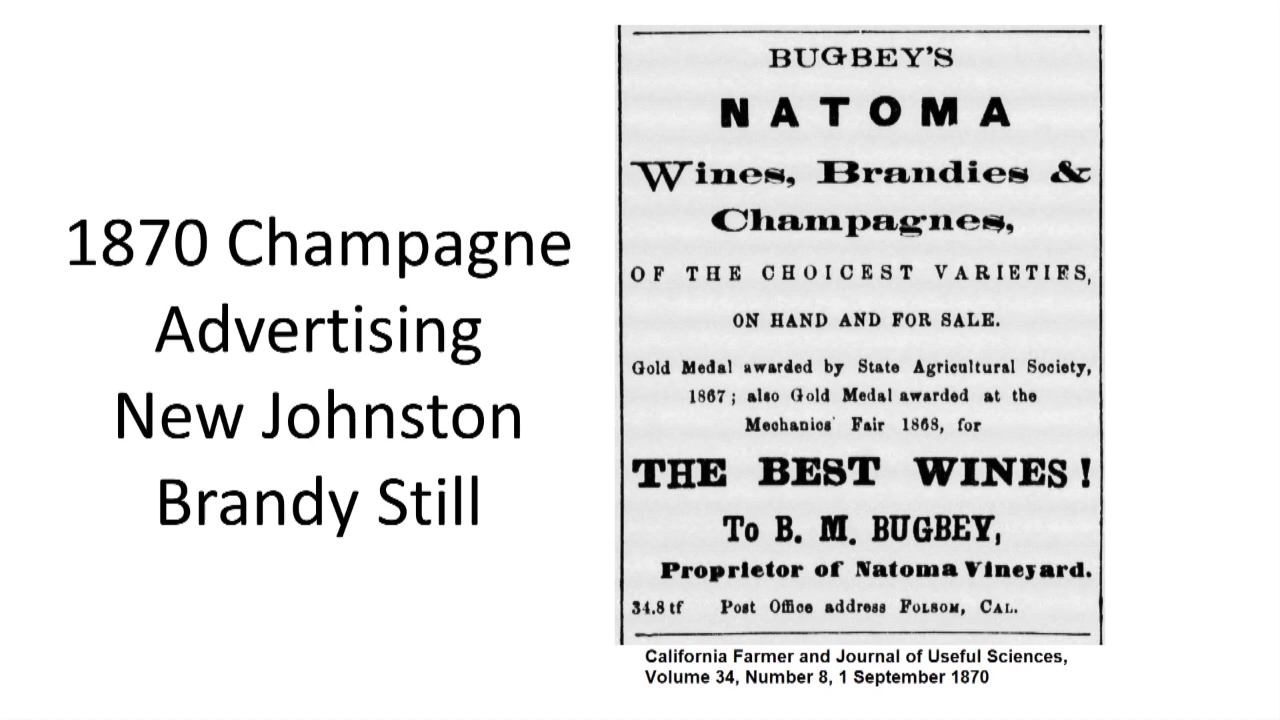 1870 Champagne
Advertising
New Johnston
Brandy Still
BUGBEY'S
NATOMA
Wines, Brandies &
Champagnes,
OF THE CHOICEST VARIETIES,
ON HAND AND FOR SALE.
Gold Medal awarded by State Agricultural Society,
1867; also Gold Medal awarded at the
Mechanics' Fair 1868, for
THE BEST WINES!
To B. M. BUGBEY,
Proprietor of Natoma Vineyard.
34.8 tf Post Office address FOLSOM, CAL.
California Farmer and Journal of Useful Sciences,
Volume 34, Number 8, 1 September 1870